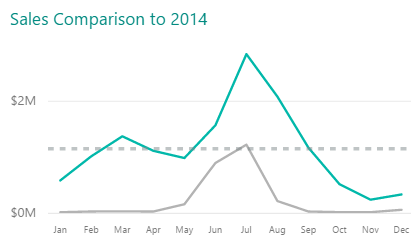 Sales Comparison to 2014
$2M
$0M
Jan Feb Mar Apr May Jun Jul Aug Sep Oct Nov Dec